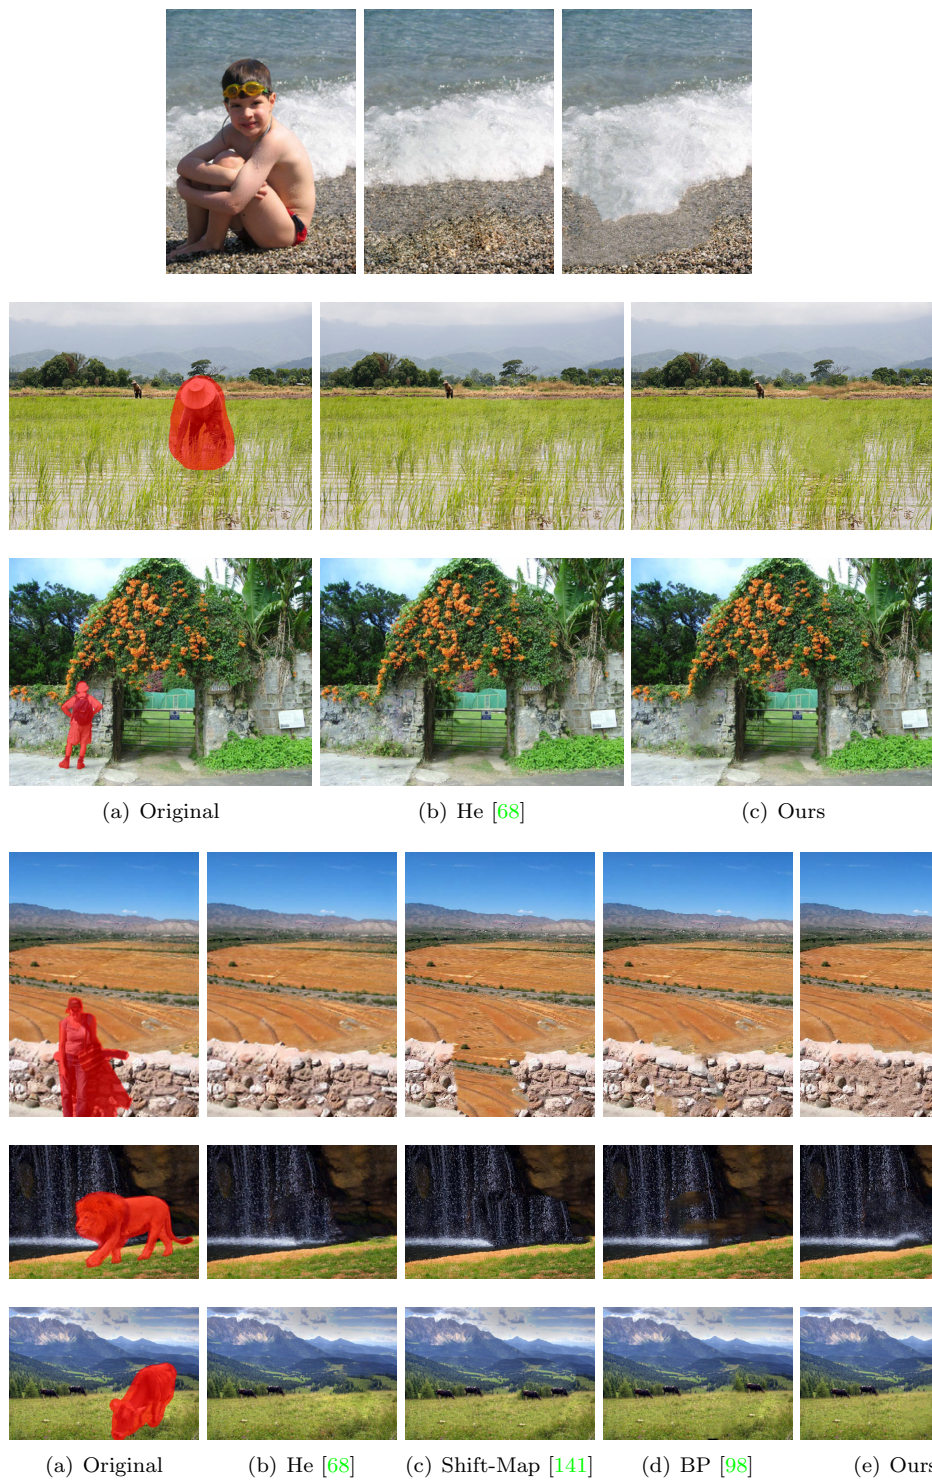 (a) Original (b) He [68] (c) Ours
(a) Original (b) He [68] (c) Shift-Map [141] (d) BP [98] (e) Ours